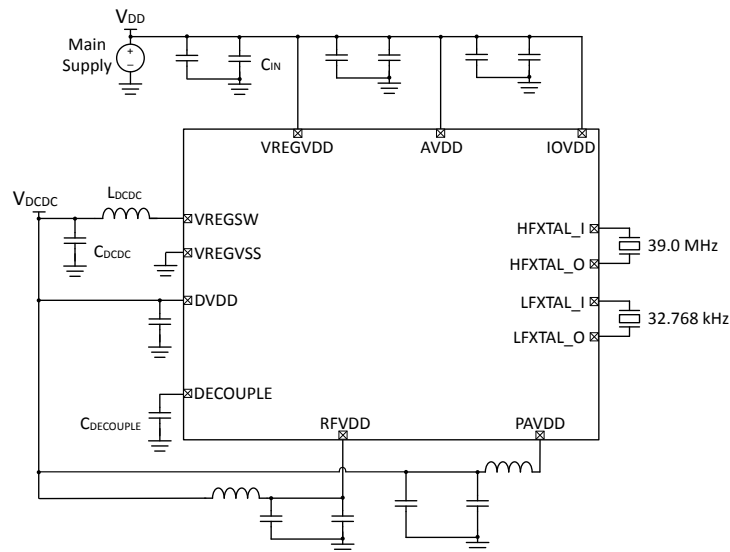 VDD
Main
Supply
+
–
CIN
VREGVDD
AVDD
IOVDD
VDCDC
LDCDC
VREGSW
CDCDC
VREGVSS
HFXTAL_I
39.0 MHz
HFXTAL_O
DVDD
LFXTAL_I
32.768 kHz
LFXTAL_O
DECOUPLE
CDECOUPLE
RFVDD
PAVDD